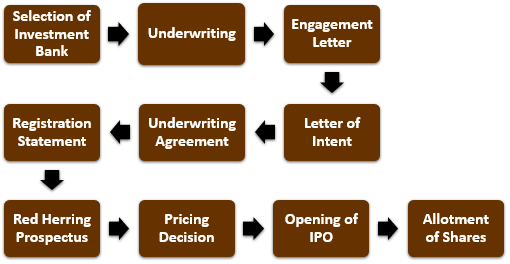 Selection of
Investment
Bank
Underwriting
Engagement
Letter
Letter of
Intent
Underwriting
Agreement
Registration
Statement
Red Herring
Prospectus
Pricing
Decision
Opening of
IPO
Allotment
of Shares